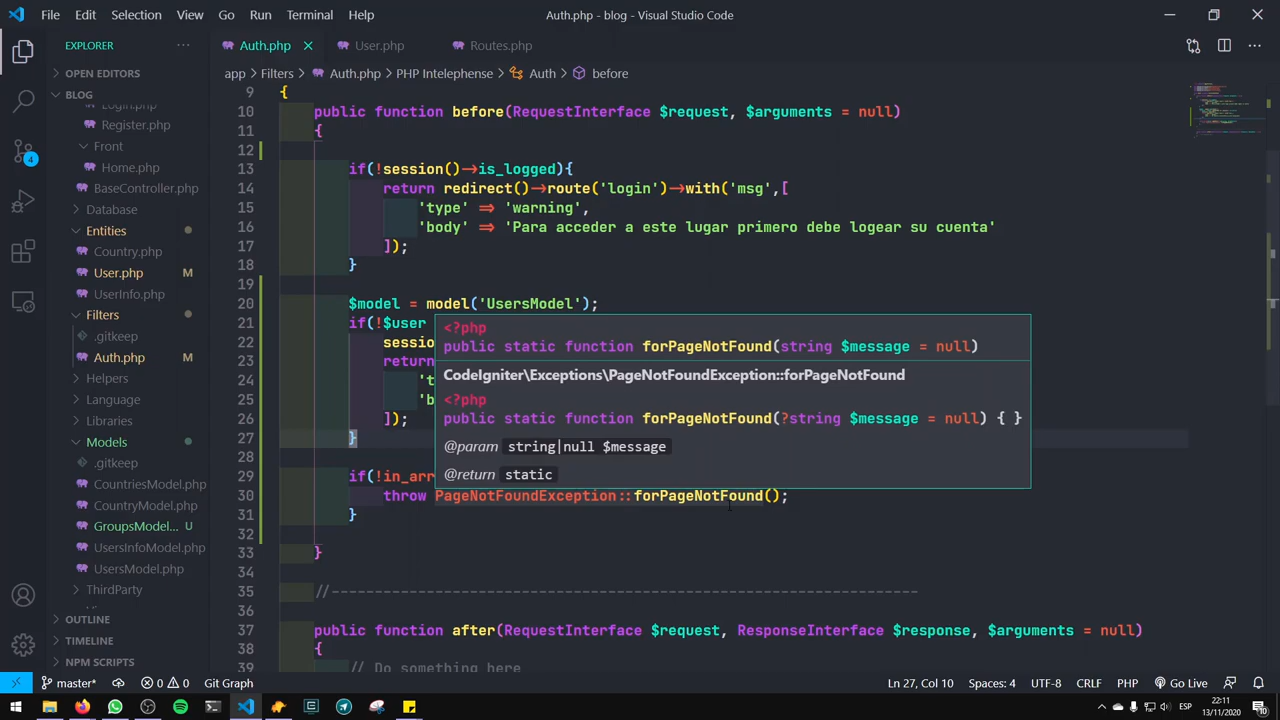 File Edit Selection View Go Run Terminal Help
Auth.php - blog - Visual Studio Code
EXPLORER
Auth.php
User.php
Routes.php
OPEN EDITORS
app > Filters > Auth.php > PHP Intelephense > Auth > before
BLOG
Login.php
Register.php
Front
Home.php
BaseController.php
Database
Entities
Country.php
User.php M
UserInfo.php
Filters
.gitkeep
Auth.php M
Helpers
Language
Libraries
Models
.gitkeep
CountriesModel.php
CountryModel.php
GroupsModel... U
UsersInfoModel.php
UsersModel.php
ThirdParty
OUTLINE
TIMELINE
NPM SCRIPTS
4
9 {
10 public function before(RequestInterface $request, $arguments = null)
11 {
12
13 if(!session()->is_logged){
14 return redirect()->route('login')->with('msg',[
15 'type' => 'warning',
16 'body' => 'Para acceder a este lugar primero debe logear su cuenta'
17 ]);
18 }
19
20 $model = model('UsersModel');
21 if(!$user
22 sessio
23 return
24 't
25 'b
26 ]);
27 }
28
29 if(!in_arr
30 throw PageNotFoundException::forPageNotFound();
31 }
32
33 }
34
35 //--------------------------------------------------------------------
36
37 public function after(RequestInterface $request, ResponseInterface $response, $arguments = null)
38 {
39 // Do something here
<?php
public static function forPageNotFound(string $message = null)
CodeIgniter\Exceptions\PageNotFoundException::forPageNotFound
<?php
public static function forPageNotFound(?string $message = null) { }
@param string|null $message
@return static
master* 0 0 Git Graph
Ln 27, Col 10 Spaces: 4 UTF-8 CRLF PHP Go Live
ESP 22:11
13/11/2020